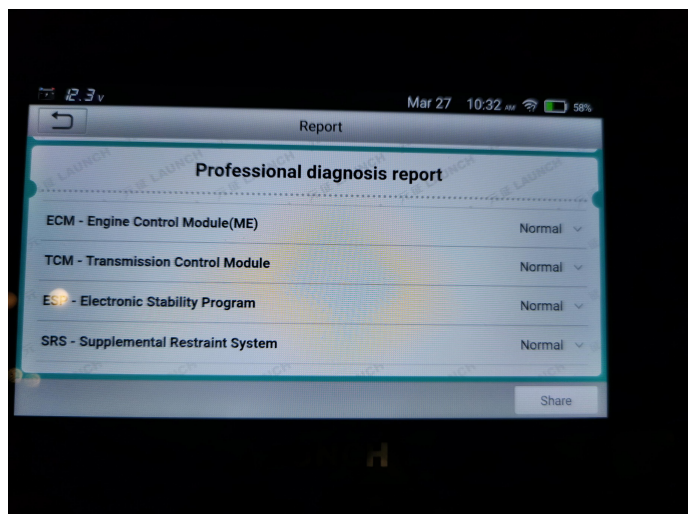 12.3v
Mar 27 10:32 AM 58%
Report
Professional diagnosis report
ECM - Engine Control Module(ME) Normal
TCM - Transmission Control Module Normal
ESP - Electronic Stability Program Normal
SRS - Supplemental Restraint System Normal
Share